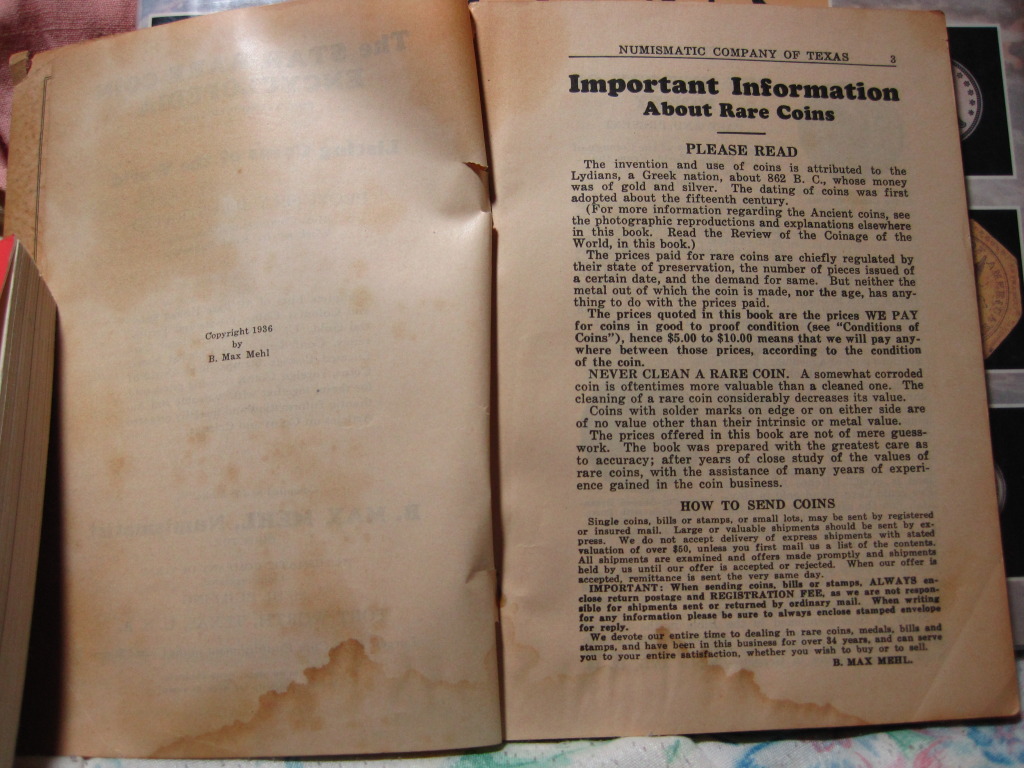 Copyright 1936
by
B. Max Mehl
NUMISMATIC COMPANY OF TEXAS 3
Important Information
About Rare Coins
PLEASE READ
The invention and use of coins is attributed to the
Lydians, a Greek nation, about 862 B. C., whose money
was of gold and silver. The dating of coins was first
adopted about the fifteenth century.
(For more information regarding the Ancient coins, see
the photographic reproductions and explanations elsewhere
in this book. Read the Review of the Coinage of the
World, in this book.)
The prices paid for rare coins are chiefly regulated by
their state of preservation, the number of pieces issued of
a certain date, and the demand for same. But neither the
metal out of which the coin is made, nor the age, has any-
thing to do with the prices paid.
The prices quoted in this book are the prices WE PAY
for coins in good to proof condition (see "Conditions of
Coins"), hence $5.00 to $10.00 means that we will pay any-
where between those prices, according to the condition
of the coin.
NEVER CLEAN A RARE COIN. A somewhat corroded
coin is oftentimes more valuable than a cleaned one. The
cleaning of a rare coin considerably decreases its value.
Coins with solder marks on edge or on either side are
of no value other than their intrinsic or metal value.
The prices offered in this book are not of mere guess-
work. The book was prepared with the greatest care as
to accuracy; after years of close study of the values of
rare coins, with the assistance of many years of experi-
ence gained in the coin business.
HOW TO SEND COINS
Single coins, bills or stamps, or small lots, may be sent by registered
or insured mail. Large or valuable shipments should be sent by ex-
press. We do not accept delivery of express shipments with stated
valuation of over $50, unless you first mail us a list of the contents.
All shipments are examined and offers made promptly and shipments
held by us until our offer is accepted or rejected. When our offer is
accepted, remittance is sent the very same day.
IMPORTANT: When sending coins, bills or stamps, ALWAYS en-
close return postage and REGISTRATION FEE, as we are not respon-
sible for shipments sent or returned by ordinary mail. When writing
for any information please be sure to always enclose stamped envelope
for reply.
We devote our entire time to dealing in rare coins, medals, bills and
stamps, and have been in this business for over 34 years, and can serve
you to your entire satisfaction, whether you wish to buy or to sell.
B. MAX MEHL.